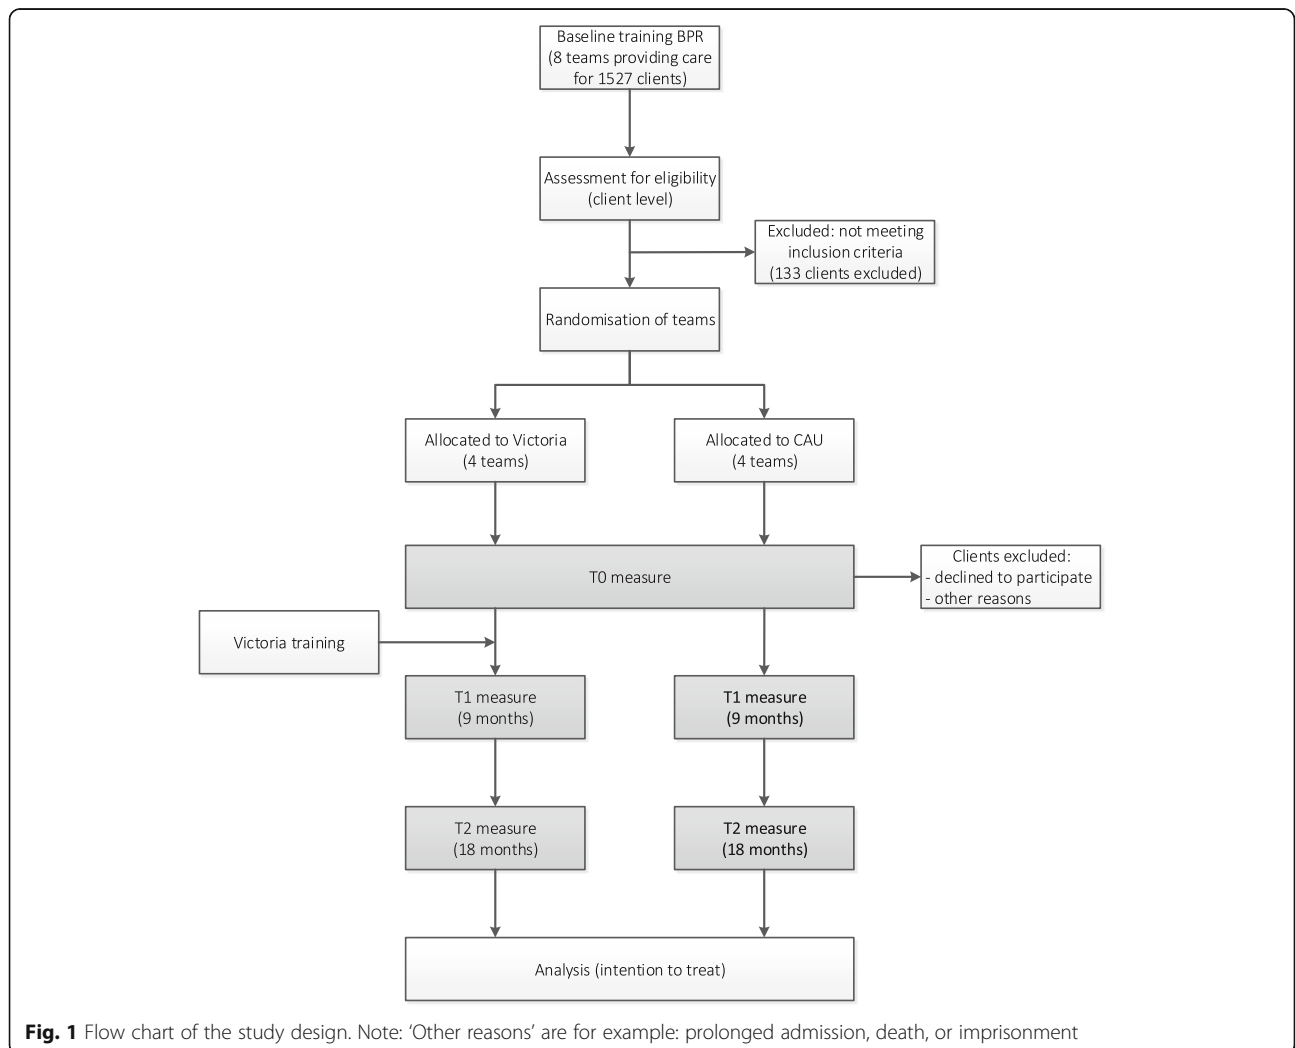 Baseline training BPR
(8 teams providing care
for 1527 clients)
Assessment for eligibility
(client level)
Excluded: not meeting
inclusion criteria
(133 clients excluded)
Randomisation of teams
Allocated to Victoria
(4 teams)
Allocated to CAU
(4 teams)
T0 measure
Clients excluded:
- declined to participate
- other reasons
Victoria training
T1 measure
(9 months)
T1 measure
(9 months)
T2 measure
(18 months)
T2 measure
(18 months)
Analysis (intention to treat)
Fig. 1 Flow chart of the study design. Note: ‘Other reasons’ are for example: prolonged admission, death, or imprisonment